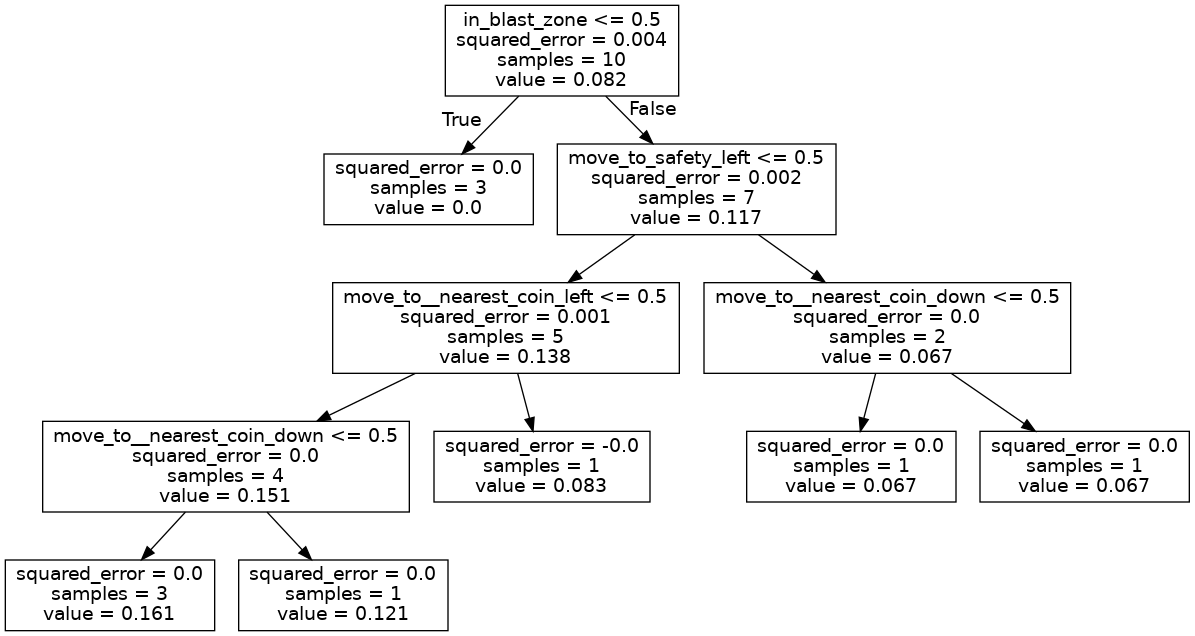 in_blast_zone <= 0.5
squared_error = 0.004
samples = 10
value = 0.082
True
False
squared_error = 0.0
samples = 3
value = 0.0
move_to_safety_left <= 0.5
squared_error = 0.002
samples = 7
value = 0.117
move_to__nearest_coin_left <= 0.5
squared_error = 0.001
samples = 5
value = 0.138
move_to__nearest_coin_down <= 0.5
squared_error = 0.0
samples = 2
value = 0.067
move_to__nearest_coin_down <= 0.5
squared_error = 0.0
samples = 4
value = 0.151
squared_error = -0.0
samples = 1
value = 0.083
squared_error = 0.0
samples = 1
value = 0.067
squared_error = 0.0
samples = 1
value = 0.067
squared_error = 0.0
samples = 3
value = 0.161
squared_error = 0.0
samples = 1
value = 0.121